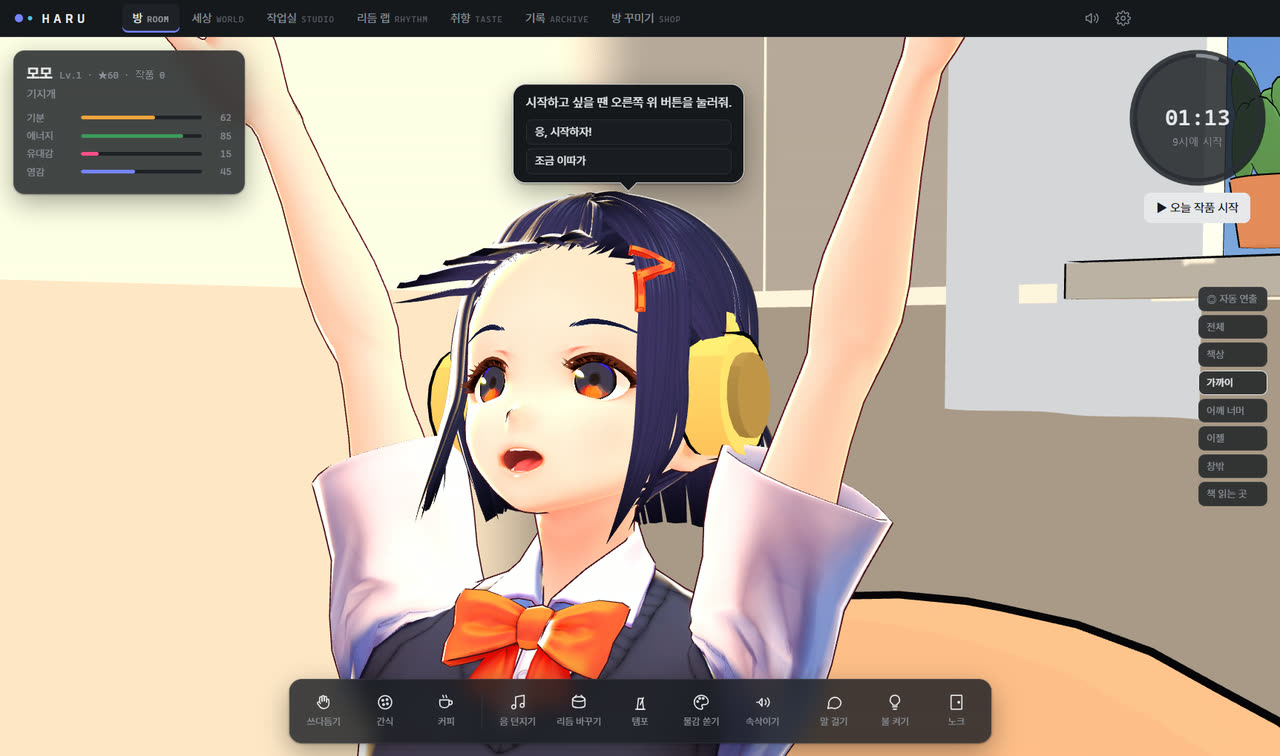 HARU
방 ROOM
세상 WORLD
작업실 STUDIO
리듬 랩 RHYTHM
취향 TASTE
기록 ARCHIVE
방 꾸미기 SHOP
모모 Lv.1 · ★60 · 작품 0
기지개
기분 62
에너지 85
유대감 15
영감 45
시작하고 싶을 땐 오른쪽 위 버튼을 눌러줘.
응, 시작하자!
조금 이따가
01:13
9시에 시작
▶ 오늘 작품 시작
◎ 자동 연출
전체
책상
가까이
어깨 너머
이젤
창밖
책 읽는 곳
쓰다듬기
간식
커피
음 던지기
리듬 바꾸기
템포
물감 쏟기
속삭이기
말 걸기
불 켜기
노크